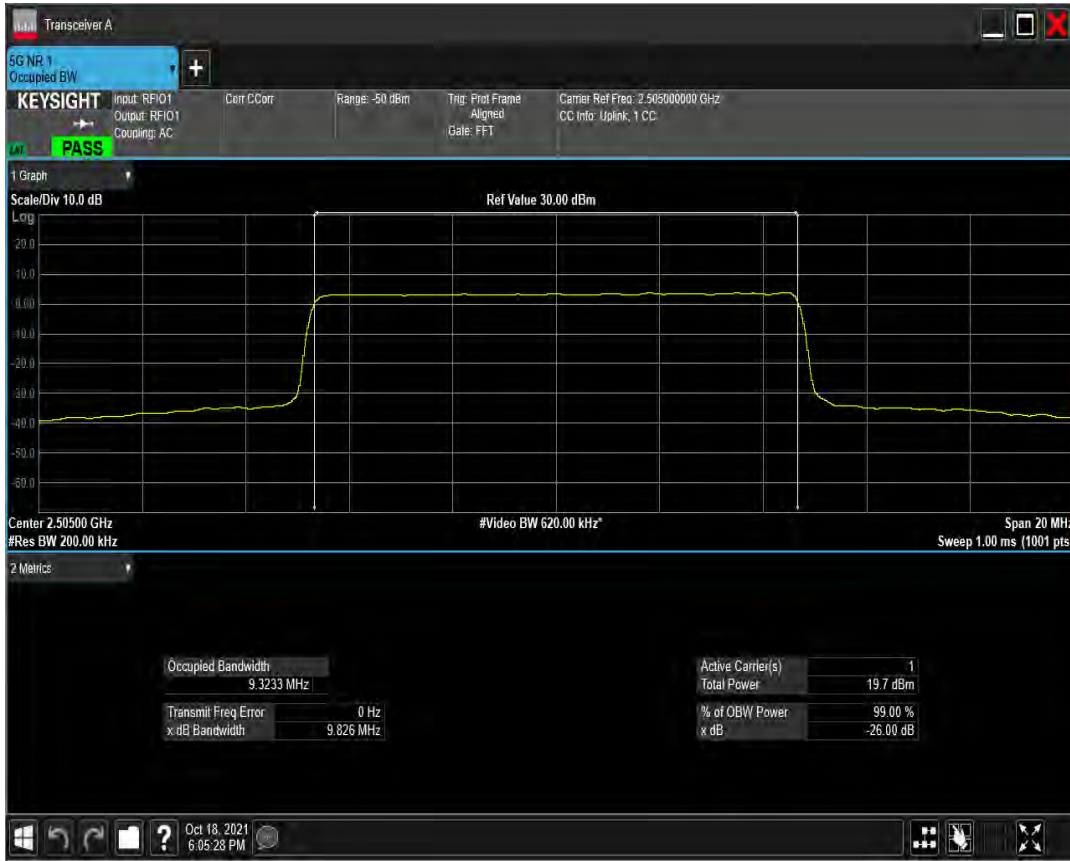 Transceiver A
5G NR 1
Occupied BW
+
KEYSIGHT
Input: RFIO1
Output: RFIO1
Coupling: AC
Corr CCorr
Range: -50 dBm
Trig: Prot Frame
Aligned
Gate: FFT
Carrier Ref Freq: 2.505000000 GHz
CC Info: Uplink, 1 CC
PASS
1 Graph
Scale/Div 10.0 dB
Ref Value 30.00 dBm
Log
20.0
10.0
0.00
-10.0
-20.0
-30.0
-40.0
-50.0
-60.0
Center 2.50500 GHz
#Video BW 620.00 kHz*
Span 20 MHz
#Res BW 200.00 kHz
Sweep 1.00 ms (1001 pts
2 Metrics
Occupied Bandwidth
9.3233 MHz
Transmit Freq Error 0 Hz
x dB Bandwidth 9.826 MHz
Active Carrier(s) 1
Total Power 19.7 dBm
% of OBW Power 99.00 %
x dB -26.00 dB
?
Oct 18, 2021
6:05:28 PM